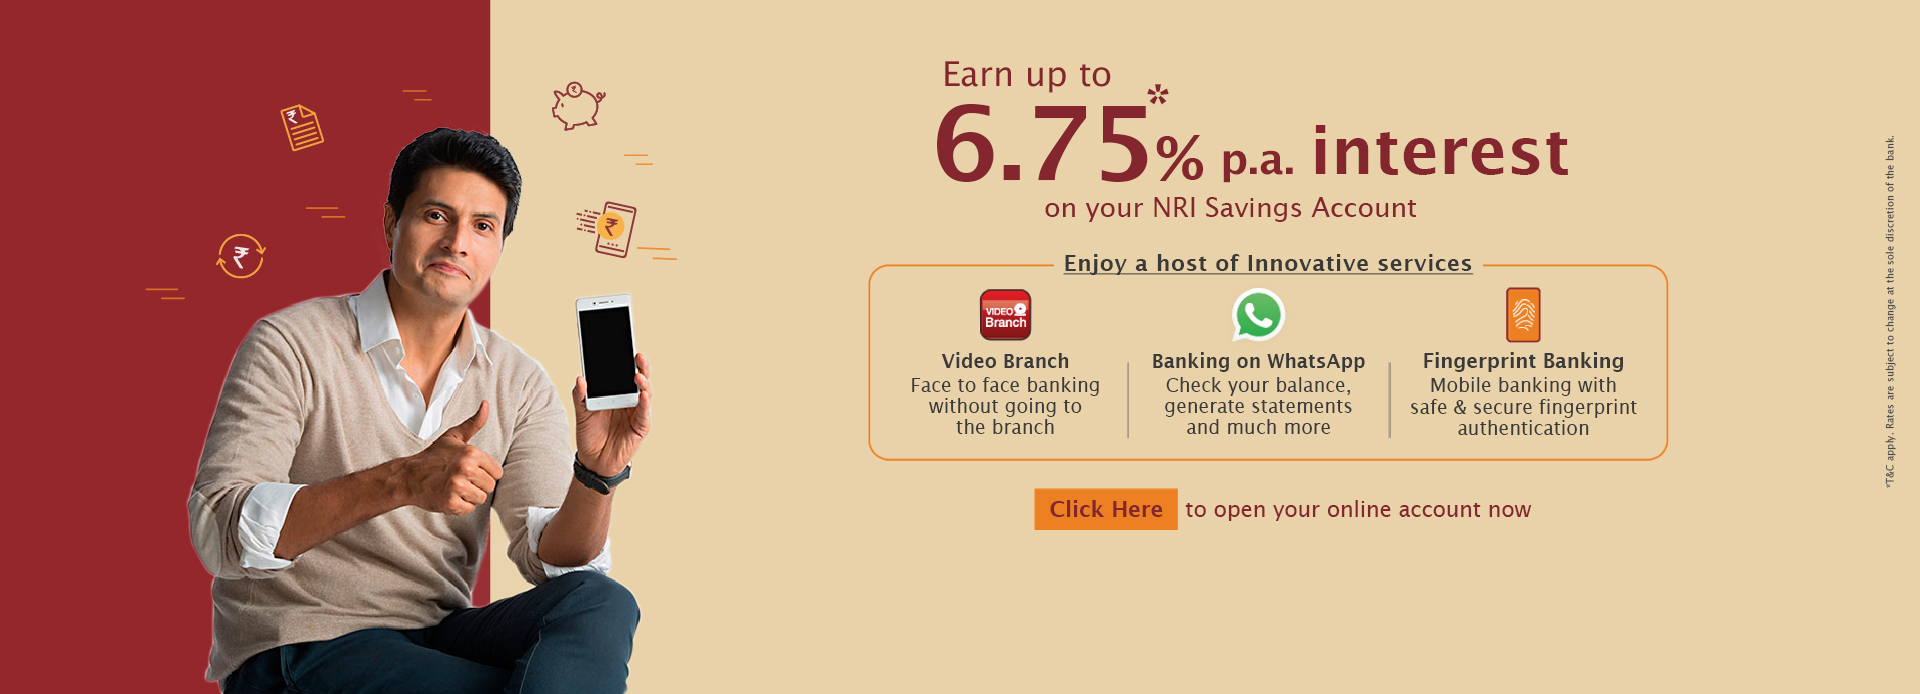 Earn up to
6.75*% p.a. interest
on your NRI Savings Account
Enjoy a host of Innovative services
VIDEO
Branch
Video Branch
Face to face banking
without going to
the branch
Banking on WhatsApp
Check your balance,
generate statements
and much more
Fingerprint Banking
Mobile banking with
safe & secure fingerprint
authentication
Click Here to open your online account now
*T&C apply. Rates are subject to change at the sole discretion of the bank.
₹
₹
₹
₹